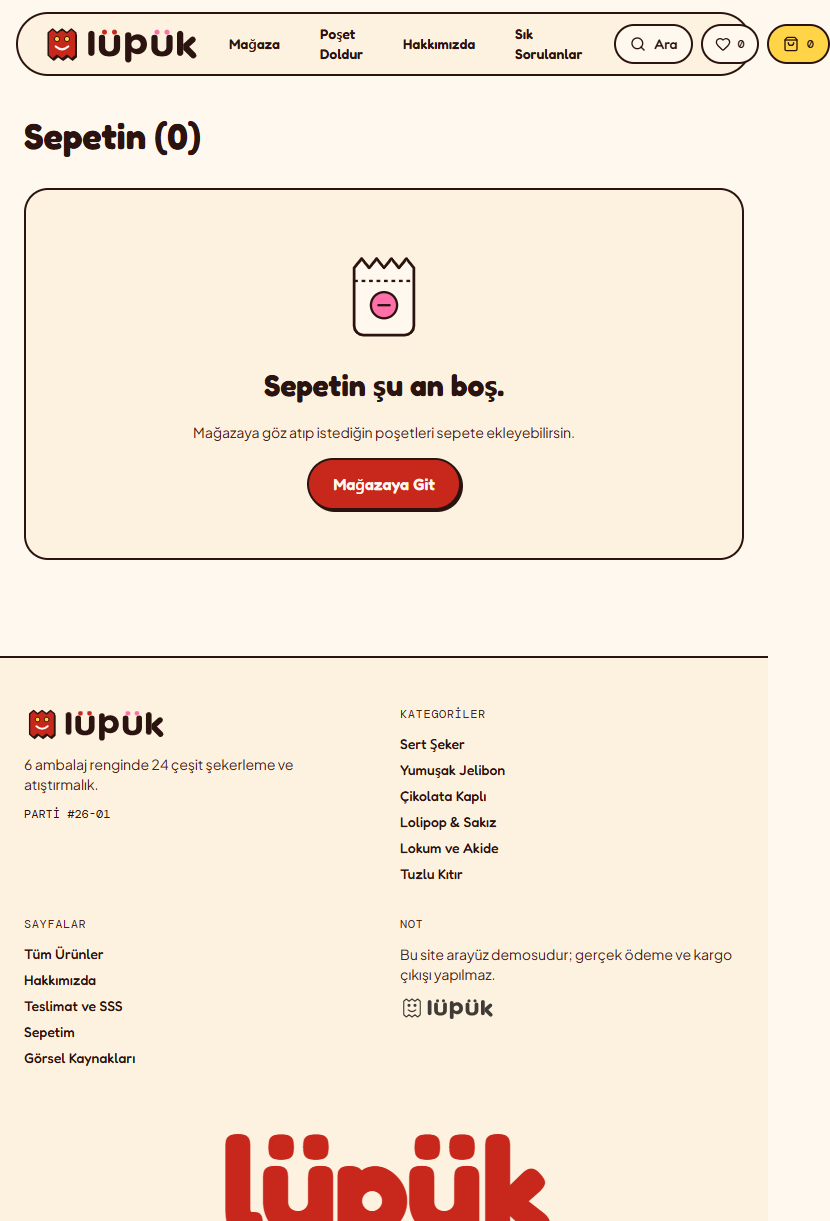 lüpük
Mağaza
Poşet
Doldur
Hakkımızda
Sık
Sorulanlar
Ara
0
0
Sepetin (0)
Sepetin şu an boş.
Mağazaya göz atıp istediğin poşetleri sepete ekleyebilirsin.
Mağazaya Git
lüpük
6 ambalaj renginde 24 çeşit şekerleme ve
atıştırmalık.
PARTİ #26-01
KATEGORİLER
Sert Şeker
Yumuşak Jelibon
Çikolata Kaplı
Lolipop & Sakız
Lokum ve Akide
Tuzlu Kıtır
SAYFALAR
Tüm Ürünler
Hakkımızda
Teslimat ve SSS
Sepetim
Görsel Kaynakları
NOT
Bu site arayüz demosudur; gerçek ödeme ve kargo
çıkışı yapılmaz.
lüpük
lüpük